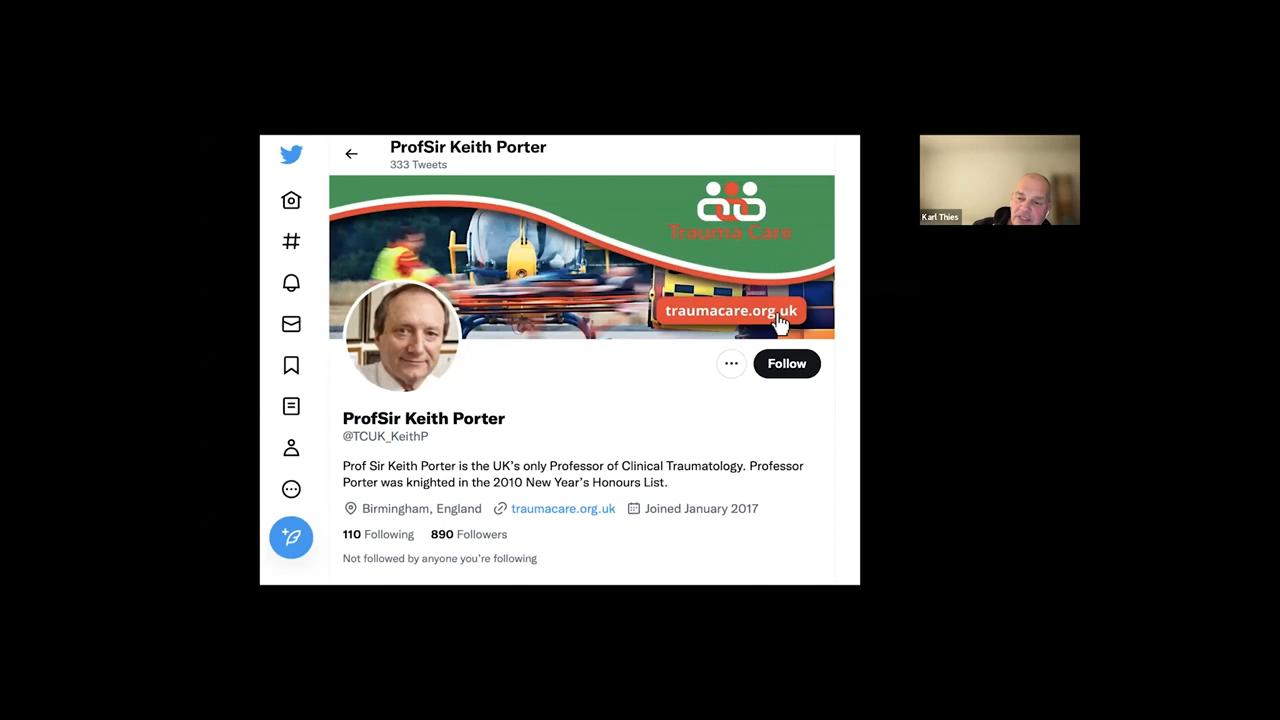 ProfSir Keith Porter
333 Tweets
Trauma Care
traumacare.org.uk
Follow
ProfSir Keith Porter
@TCUK_KeithP
Prof Sir Keith Porter is the UK's only Professor of Clinical Traumatology. Professor
Porter was knighted in the 2010 New Year's Honours List.
Birmingham, England traumacare.org.uk Joined January 2017
110 Following 890 Followers
Not followed by anyone you're following
Karl Thies